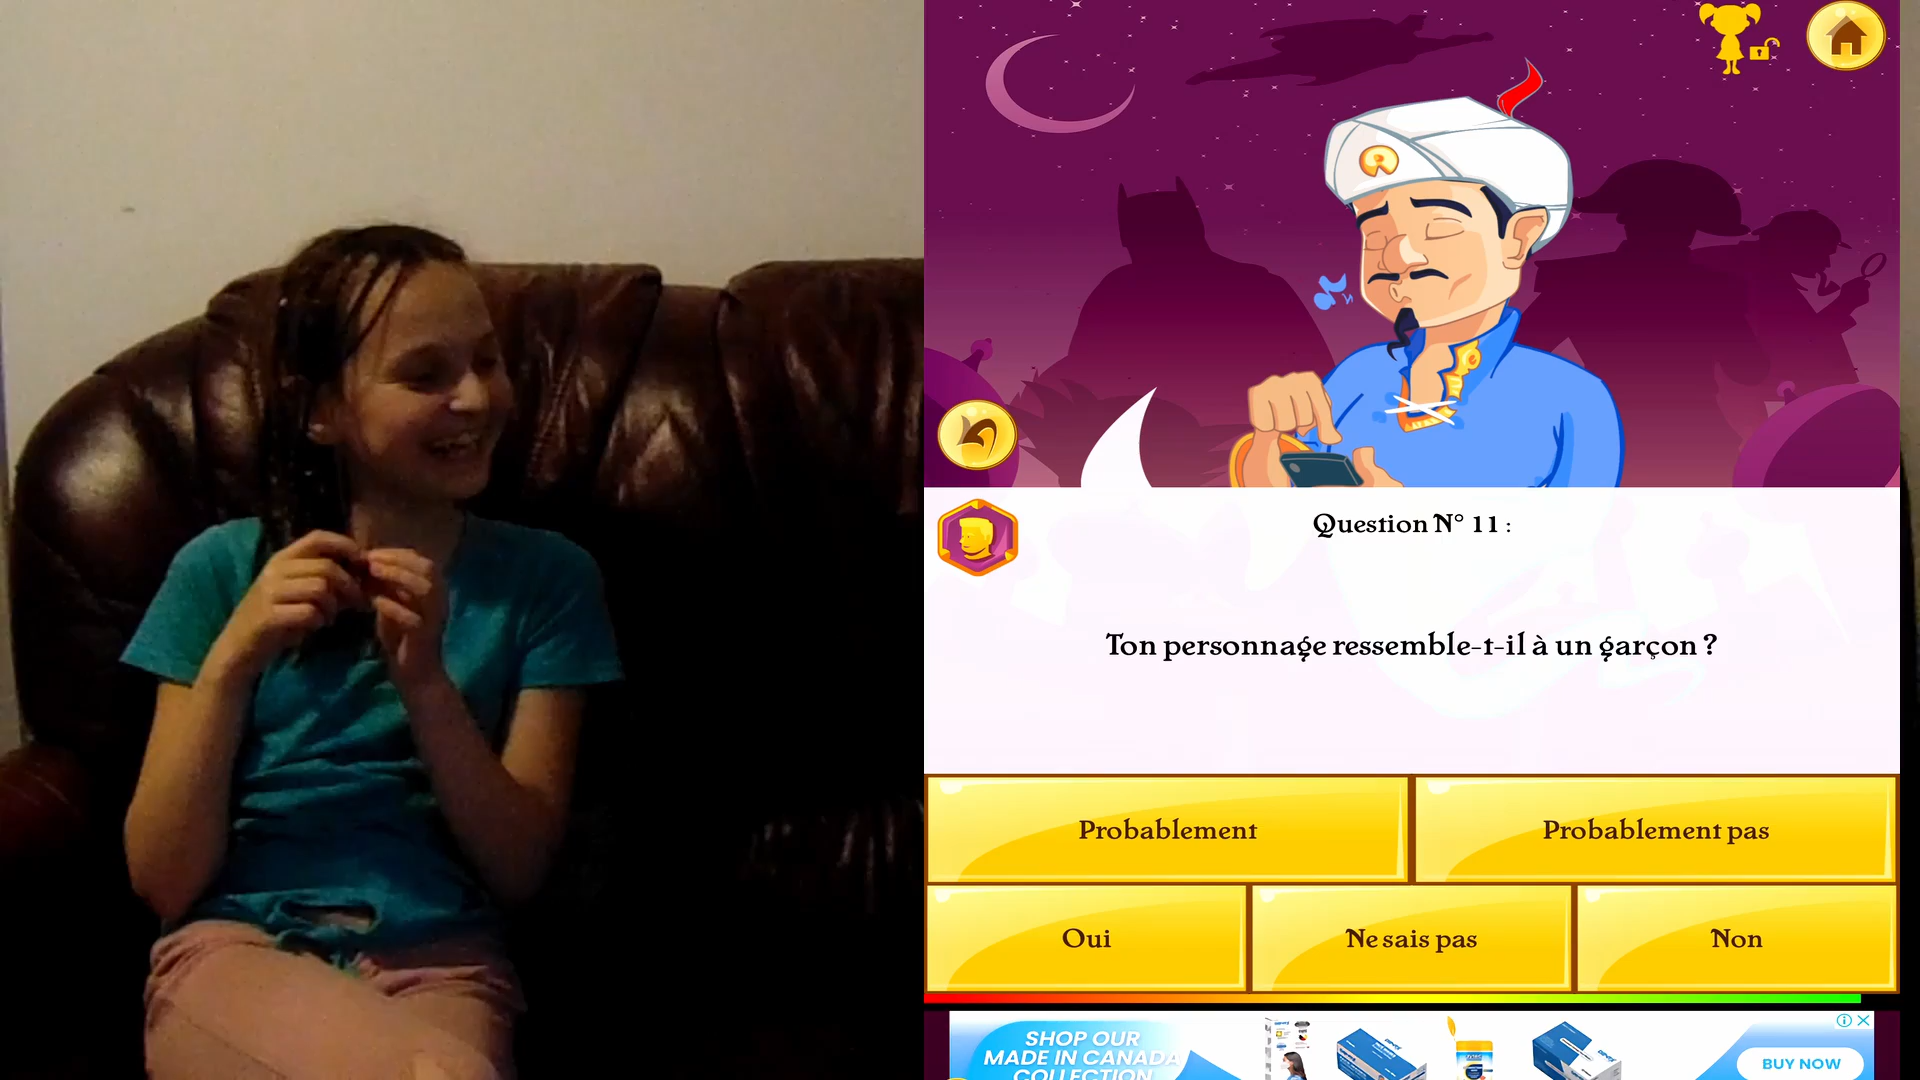 Question N° 11 :
Ton personnage ressemble-t-il à un garçon ?
Probablement
Probablement pas
Oui
Ne sais pas
Non
SHOP OUR
MADE IN CANADA
COLLECTION
BUY NOW